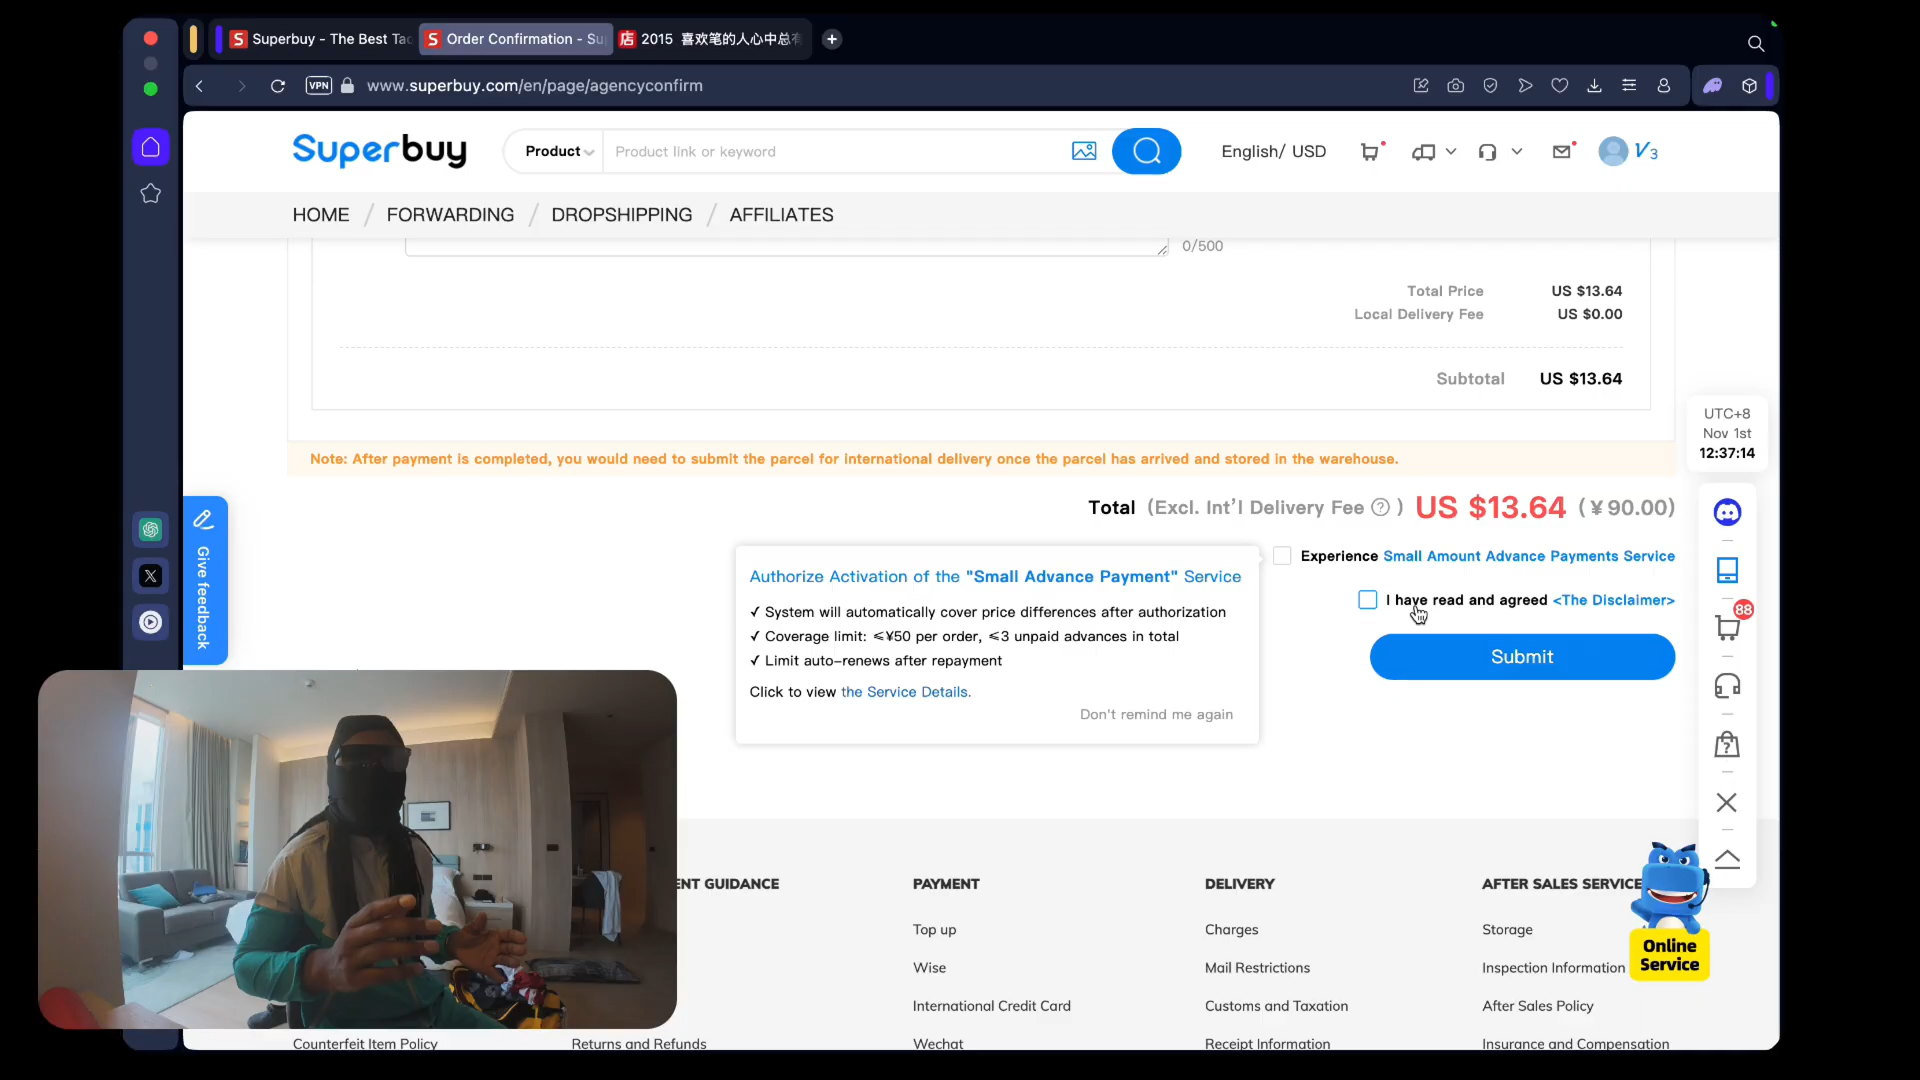 Superbuy - The Best Tao
Order Confirmation - Su
2015 喜欢笔的人心中总有
VPN
www.superbuy.com/en/page/agencyconfirm
Superbuy
Product
Product link or keyword
English/ USD
V3
HOME / FORWARDING / DROPSHIPPING / AFFILIATES
0/500
Total Price US $13.64
Local Delivery Fee US $0.00
Subtotal US $13.64
UTC+8
Nov 1st
12:37:14
Note: After payment is completed, you would need to submit the parcel for international delivery once the parcel has arrived and stored in the warehouse.
Total (Excl. Int'l Delivery Fee ? ) US $13.64 (¥90.00)
Experience Small Amount Advance Payments Service
I have read and agreed <The Disclaimer>
Submit
Authorize Activation of the "Small Advance Payment" Service
✓ System will automatically cover price differences after authorization
✓ Coverage limit: ≤¥50 per order, ≤3 unpaid advances in total
✓ Limit auto-renews after repayment
Click to view the Service Details.
Don't remind me again
Give feedback
88
ENT GUIDANCE
PAYMENT
DELIVERY
AFTER SALES SERVICE
Top up
Charges
Storage
Wise
Mail Restrictions
Inspection Information
International Credit Card
Customs and Taxation
After Sales Policy
Counterfeit Item Policy
Returns and Refunds
Wechat
Receipt Information
Insurance and Compensation
Online
Service